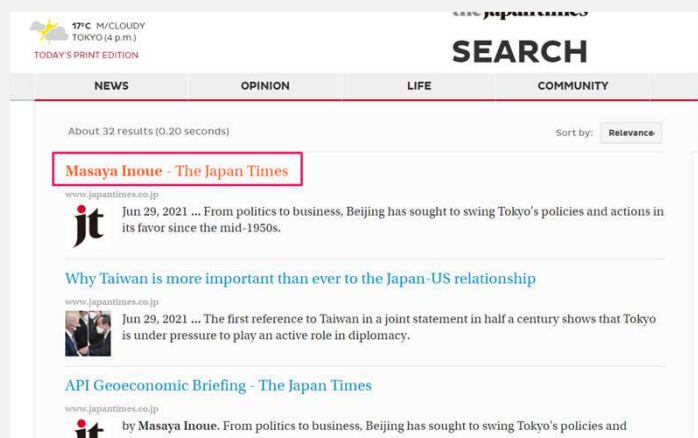 17°C M/CLOUDY
TOKYO (4 p.m.)
TODAY'S PRINT EDITION
the japan times
SEARCH
NEWS OPINION LIFE COMMUNITY
About 32 results (0.20 seconds)
Sort by: Relevance
Masaya Inoue - The Japan Times
www.japantimes.co.jp
jt
Jun 29, 2021 ... From politics to business, Beijing has sought to swing Tokyo's policies and actions in
its favor since the mid-1950s.
Why Taiwan is more important than ever to the Japan-US relationship
www.japantimes.co.jp
Jun 29, 2021 ... The first reference to Taiwan in a joint statement in half a century shows that Tokyo
is under pressure to play an active role in diplomacy.
API Geoeconomic Briefing - The Japan Times
www.japantimes.co.jp
jt
by Masaya Inoue. From politics to business, Beijing has sought to swing Tokyo's policies and